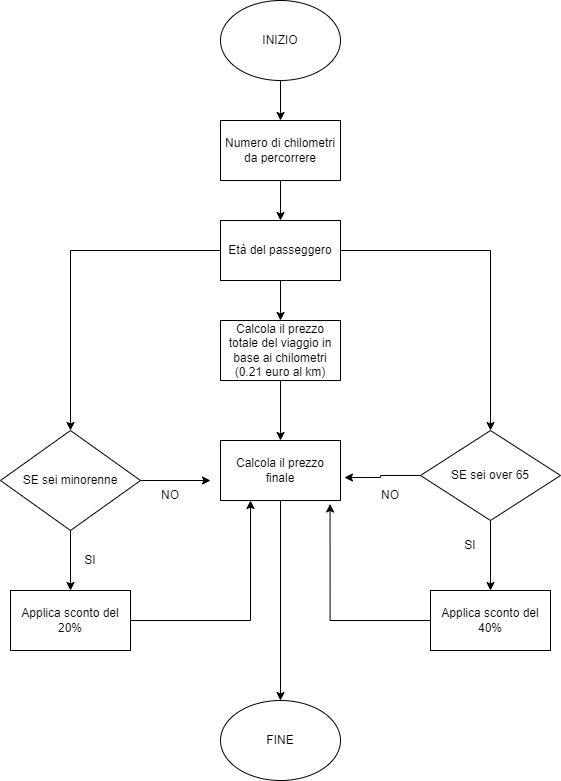 INIZIO
Numero di chilometri
da percorrere
Età del passeggero
Calcola il prezzo
totale del viaggio in
base ai chilometri
(0.21 euro al km)
SE sei minorenne
NO
Calcola il prezzo
finale
NO
SE sei over 65
SI
SI
Applica sconto del
20%
Applica sconto del
40%
FINE